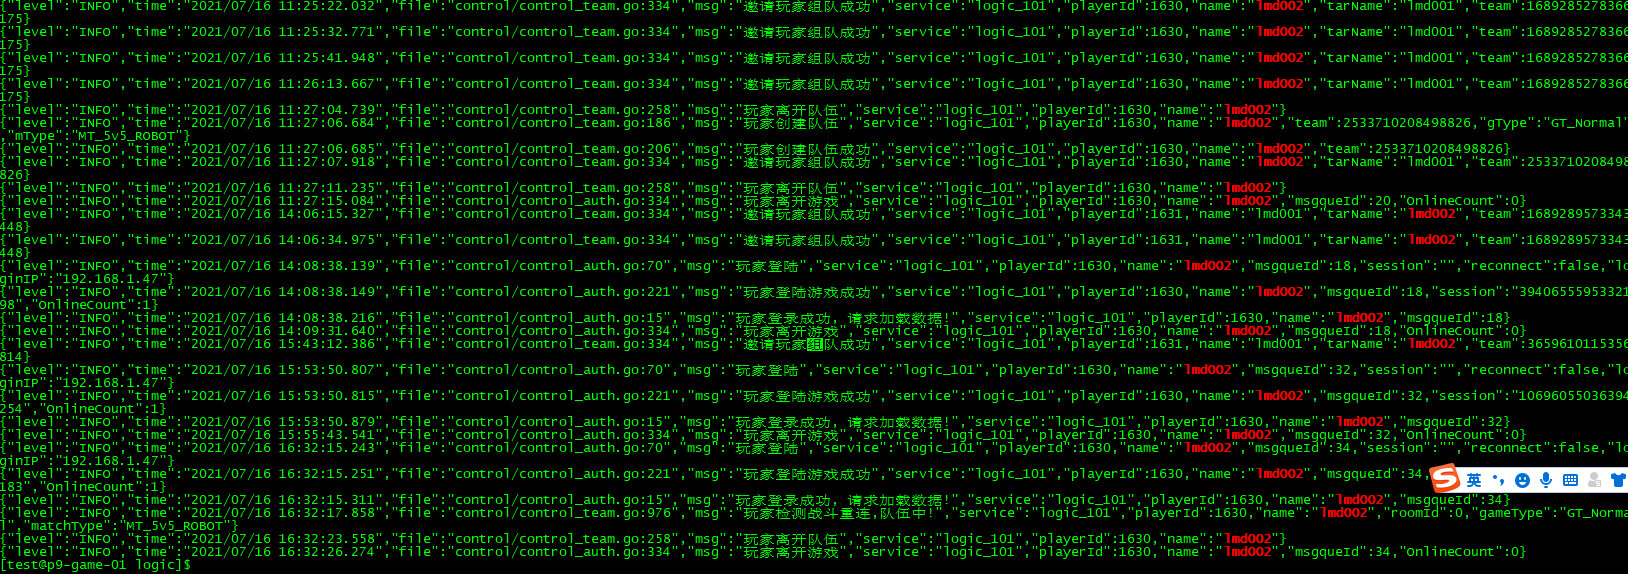 {"level":"INFO","time":"2021/07/16 11:25:22.032","file":"control/control_team.go:334","msg":"邀请玩家组队成功","service":"logic_101","playerId":1630,"name":"lmd002","tarName":"lmd001","team":1689285278366
175}
{"level":"INFO","time":"2021/07/16 11:25:32.771","file":"control/control_team.go:334","msg":"邀请玩家组队成功","service":"logic_101","playerId":1630,"name":"lmd002","tarName":"lmd001","team":1689285278366
175}
{"level":"INFO","time":"2021/07/16 11:25:41.948","file":"control/control_team.go:334","msg":"邀请玩家组队成功","service":"logic_101","playerId":1630,"name":"lmd002","tarName":"lmd001","team":1689285278366
175}
{"level":"INFO","time":"2021/07/16 11:26:13.667","file":"control/control_team.go:334","msg":"邀请玩家组队成功","service":"logic_101","playerId":1630,"name":"lmd002","tarName":"lmd001","team":1689285278366
175}
{"level":"INFO","time":"2021/07/16 11:27:04.739","file":"control/control_team.go:258","msg":"玩家离开队伍","service":"logic_101","playerId":1630,"name":"lmd002"}
{"level":"INFO","time":"2021/07/16 11:27:06.684","file":"control/control_team.go:186","msg":"玩家创建队伍","service":"logic_101","playerId":1630,"name":"lmd002","team":2533710208498826,"gType":"GT_Normal"
,"mType":"MT_5v5_ROBOT"}
{"level":"INFO","time":"2021/07/16 11:27:06.685","file":"control/control_team.go:206","msg":"玩家创建队伍成功","service":"logic_101","playerId":1630,"name":"lmd002","team":2533710208498826}
{"level":"INFO","time":"2021/07/16 11:27:07.918","file":"control/control_team.go:334","msg":"邀请玩家组队成功","service":"logic_101","playerId":1630,"name":"lmd002","tarName":"lmd001","team":2533710208498
826}
{"level":"INFO","time":"2021/07/16 11:27:11.235","file":"control/control_team.go:258","msg":"玩家离开队伍","service":"logic_101","playerId":1630,"name":"lmd002"}
{"level":"INFO","time":"2021/07/16 11:27:15.084","file":"control/control_auth.go:334","msg":"玩家离开游戏","service":"logic_101","playerId":1630,"name":"lmd002","msgqueId":20,"OnlineCount":0}
{"level":"INFO","time":"2021/07/16 14:06:15.327","file":"control/control_team.go:334","msg":"邀请玩家组队成功","service":"logic_101","playerId":1631,"name":"lmd001","tarName":"lmd002","team":1689289573343
448}
{"level":"INFO","time":"2021/07/16 14:06:34.975","file":"control/control_team.go:334","msg":"邀请玩家组队成功","service":"logic_101","playerId":1631,"name":"lmd001","tarName":"lmd002","team":1689289573343
448}
{"level":"INFO","time":"2021/07/16 14:08:38.139","file":"control/control_auth.go:70","msg":"玩家登陆","service":"logic_101","playerId":1630,"name":"lmd002","msgqueId":18,"session":"","reconnect":false,"lo
ginIP":"192.168.1.47"}
{"level":"INFO","time":"2021/07/16 14:08:38.149","file":"control/control_auth.go:221","msg":"玩家登陆游戏成功","service":"logic_101","playerId":1630,"name":"lmd002","msgqueId":18,"session":"39406555953321
98","OnlineCount":1}
{"level":"INFO","time":"2021/07/16 14:08:38.216","file":"control/control_auth.go:15","msg":"玩家登录成功，请求加载数据!","service":"logic_101","playerId":1630,"name":"lmd002","msgqueId":18}
{"level":"INFO","time":"2021/07/16 14:09:31.640","file":"control/control_auth.go:334","msg":"玩家离开游戏","service":"logic_101","playerId":1630,"name":"lmd002","msgqueId":18,"OnlineCount":0}
{"level":"INFO","time":"2021/07/16 15:43:12.386","file":"control/control_team.go:334","msg":"邀请玩家组队成功","service":"logic_101","playerId":1631,"name":"lmd001","tarName":"lmd002","team":3659610115356
814}
{"level":"INFO","time":"2021/07/16 15:53:50.807","file":"control/control_auth.go:70","msg":"玩家登陆","service":"logic_101","playerId":1630,"name":"lmd002","msgqueId":32,"session":"","reconnect":false,"lo
ginIP":"192.168.1.47"}
{"level":"INFO","time":"2021/07/16 15:53:50.815","file":"control/control_auth.go:221","msg":"玩家登陆游戏成功","service":"logic_101","playerId":1630,"name":"lmd002","msgqueId":32,"session":"10696055036394
254","OnlineCount":1}
{"level":"INFO","time":"2021/07/16 15:53:50.879","file":"control/control_auth.go:15","msg":"玩家登录成功，请求加载数据!","service":"logic_101","playerId":1630,"name":"lmd002","msgqueId":32}
{"level":"INFO","time":"2021/07/16 15:55:43.541","file":"control/control_auth.go:334","msg":"玩家离开游戏","service":"logic_101","playerId":1630,"name":"lmd002","msgqueId":32,"OnlineCount":0}
{"level":"INFO","time":"2021/07/16 16:32:15.243","file":"control/control_auth.go:70","msg":"玩家登陆","service":"logic_101","playerId":1630,"name":"lmd002","msgqueId":34,"session":"","reconnect":false,"lo
ginIP":"192.168.1.47"}
{"level":"INFO","time":"2021/07/16 16:32:15.251","file":"control/control_auth.go:221","msg":"玩家登陆游戏成功","service":"logic_101","playerId":1630,"name":"lmd002","msgqueId":34,
英
183","OnlineCount":1}
{"level":"INFO","time":"2021/07/16 16:32:15.311","file":"control/control_auth.go:15","msg":"玩家登录成功，请求加载数据!","service":"logic_101","playerId":1630,"name":"lmd002","msgqueId":34}
{"level":"INFO","time":"2021/07/16 16:32:17.858","file":"control/control_room.go:976","msg":"玩家检测战斗重连,队伍中!","service":"logic_101","playerId":1630,"name":"lmd002","roomId":0,"gameType":"GT_Norma
l","matchType":"MT_5v5_ROBOT"}
{"level":"INFO","time":"2021/07/16 16:32:23.558","file":"control/control_team.go:258","msg":"玩家离开队伍","service":"logic_101","playerId":1630,"name":"lmd002"}
{"level":"INFO","time":"2021/07/16 16:32:26.274","file":"control/control_auth.go:334","msg":"玩家离开游戏","service":"logic_101","playerId":1630,"name":"lmd002","msgqueId":34,"OnlineCount":0}
[test@p9-game-01 logic]$